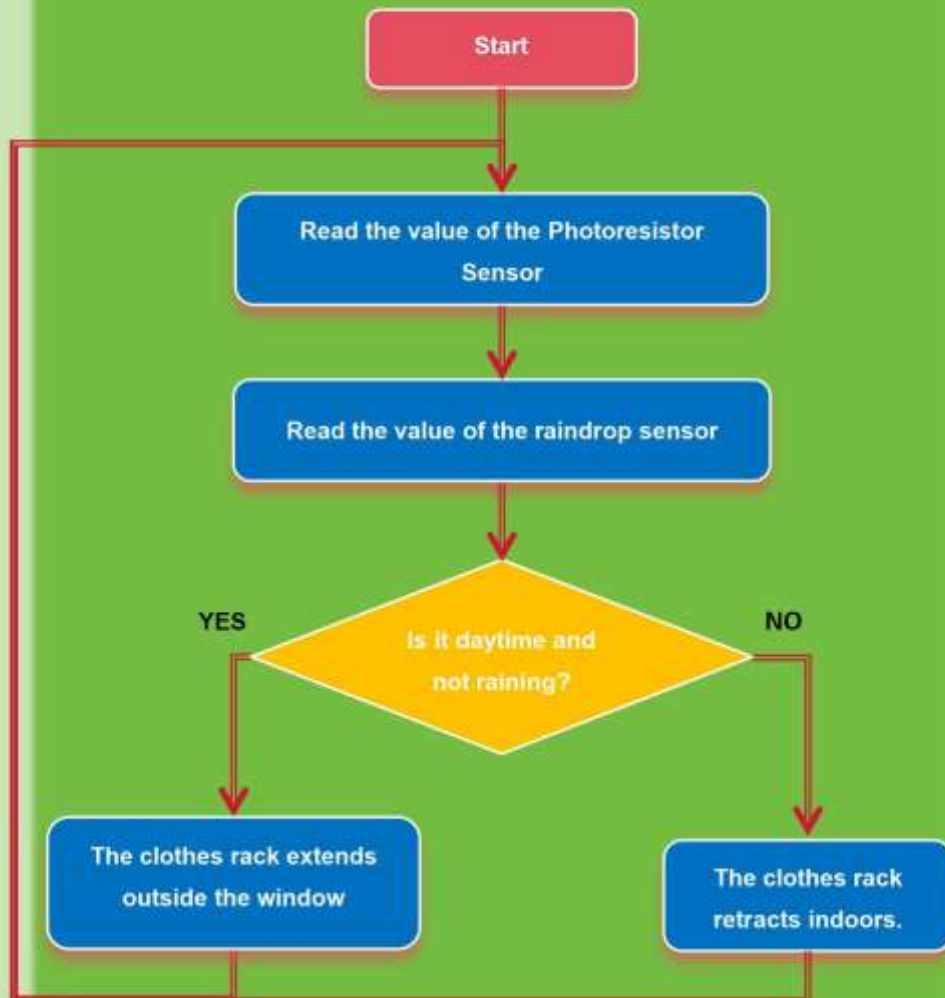 Start
Read the value of the Photoresistor
Sensor
Read the value of the raindrop sensor
YES
NO
Is it daytime and
not raining?
The clothes rack extends
outside the window
The clothes rack
retracts indoors.